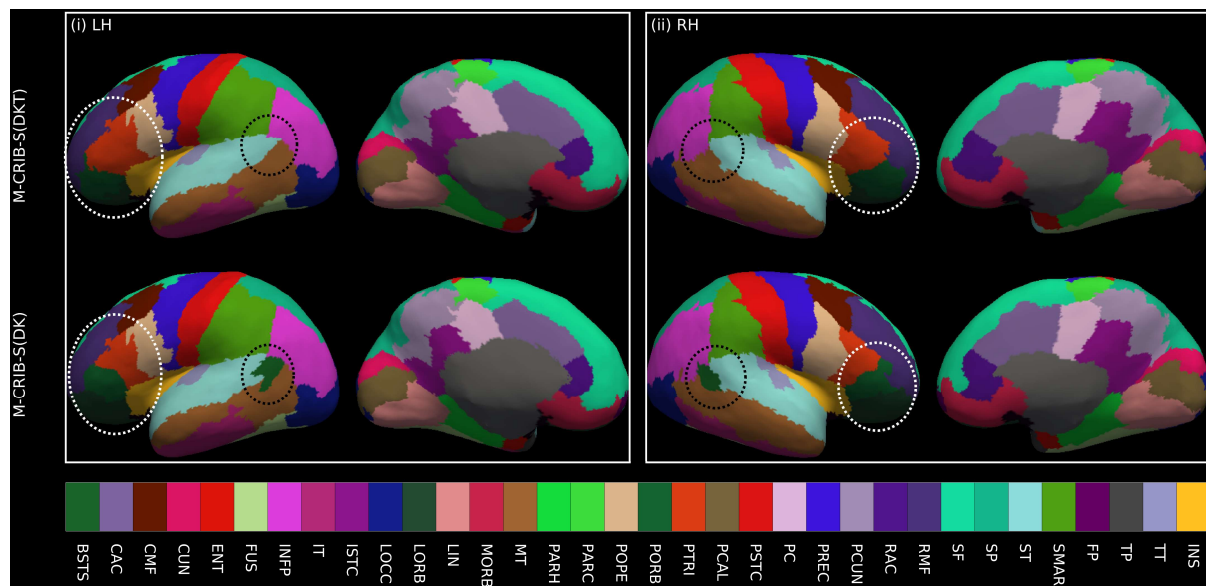 (i) LH
(ii) RH
M-CRIB-S(DKT)
M-CRIB-S(DK)
BSTS
CAC
CMF
CUN
ENT
FUS
INFP
IT
ISTC
LOCC
LORB
LIN
MORB
MT
PARH
PARC
POPE
PORB
PTRI
PCAL
PSTC
PC
PREC
PCUN
RAC
RMF
SF
SP
ST
SMAR
FP
TP
TT
INS